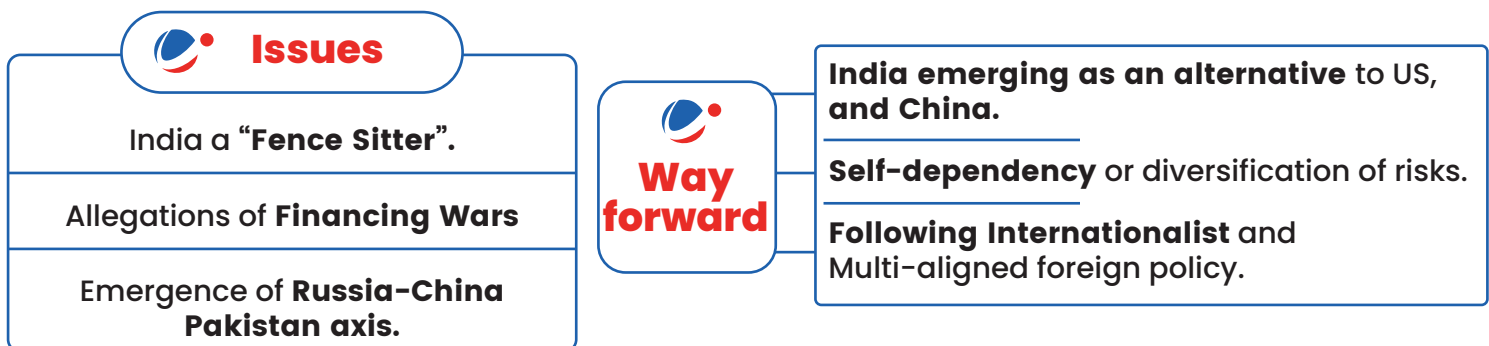 Issues
India a “Fence Sitter”.
Allegations of Financing Wars
Emergence of Russia-China
Pakistan axis.
Way
forward
India emerging as an alternative to US,
and China.
Self-dependency or diversification of risks.
Following Internationalist and
Multi-aligned foreign policy.